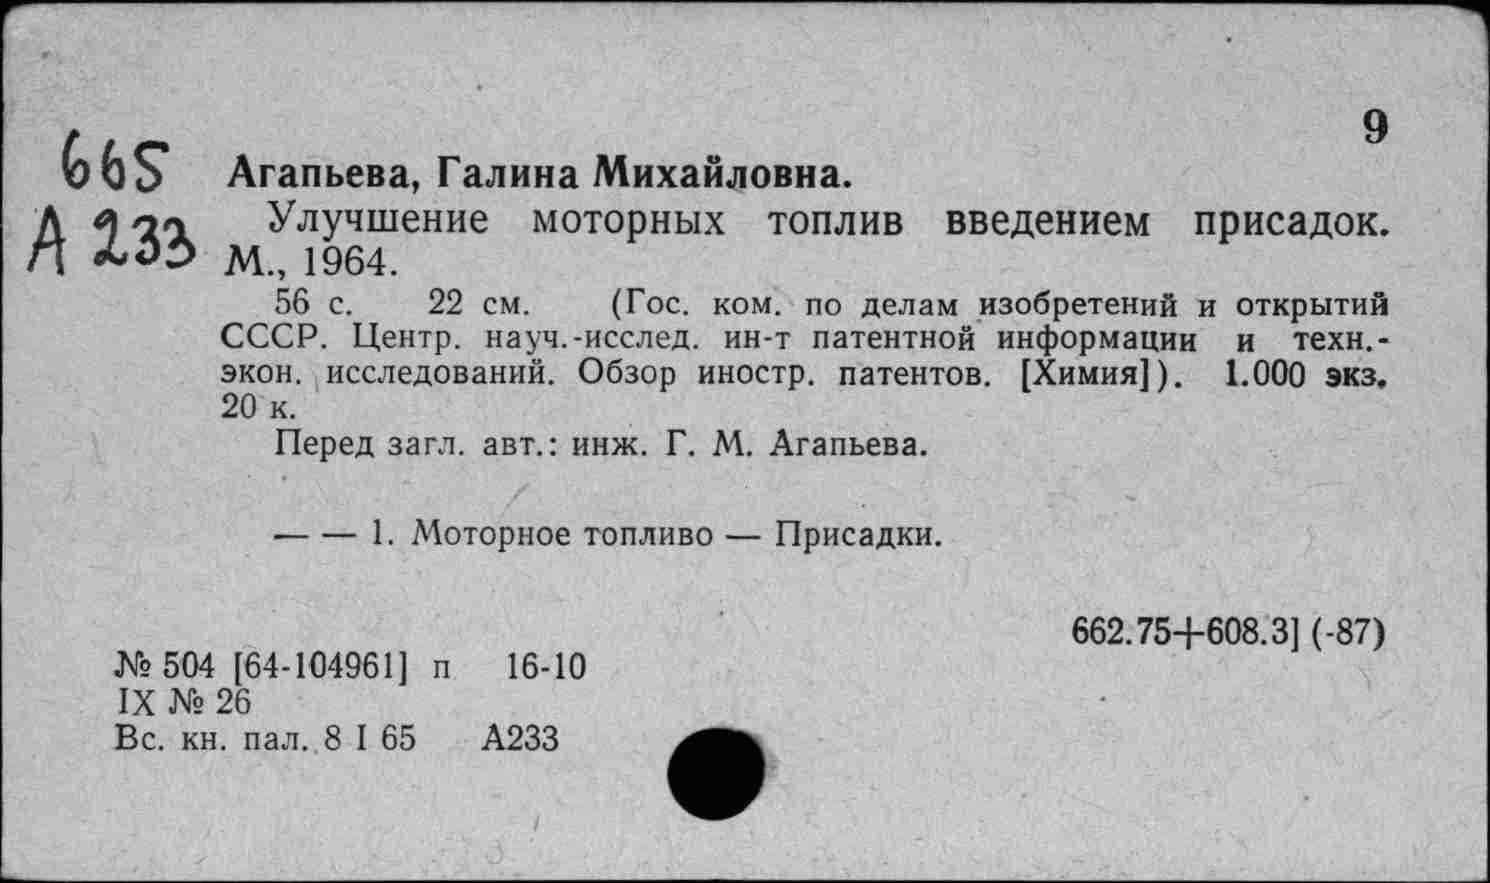 9
665
А 233
Агапьева, Галина Михайловна.
Улучшение моторных топлив введением присадок.
М., 1964.
56 с. 22 см. (Гос. ком. по делам изобретений и открытий
СССР. Центр. науч.-исслед. ин-т патентной информации и техн.-
экон. исследований. Обзор иностр. патентов. [Химия]). 1.000 экз.
20 к.
Перед загл. авт.: инж. Г. М. Агапьева.
— — 1. Моторное топливо — Присадки.
662.75+608.3] (-87)
№ 504 [64-104961] п 16-10
IX № 26
Вс. кн. пал. 8 I 65 А233